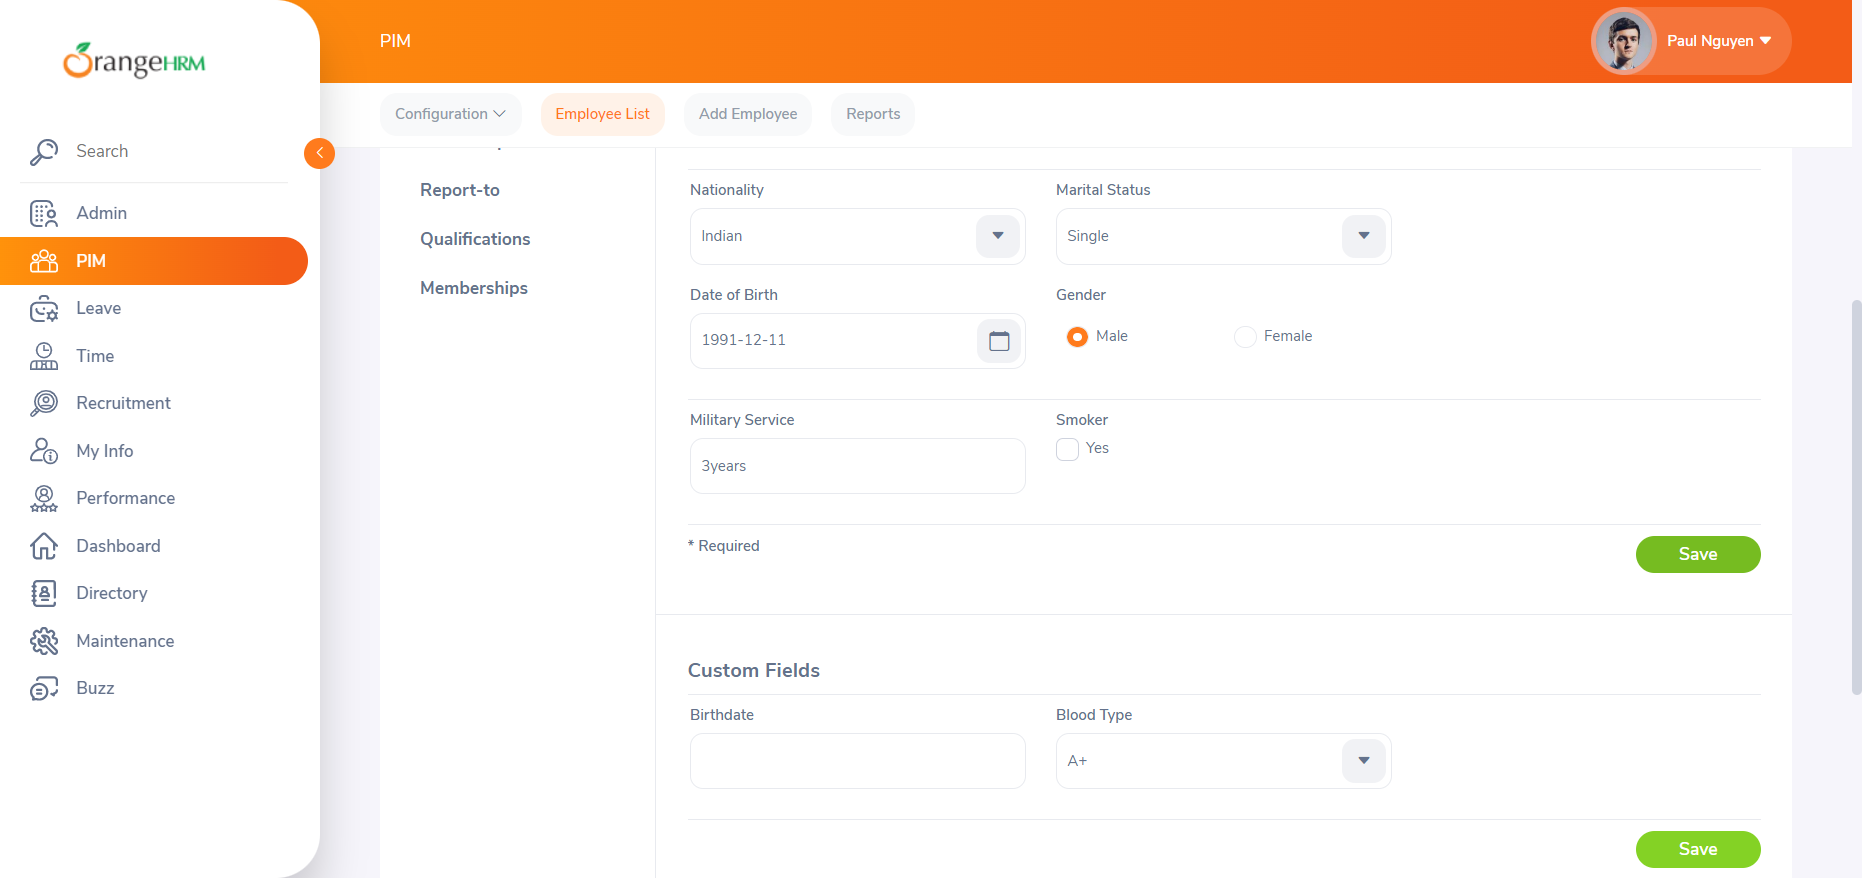 OrangeHRM
PIM
Paul Nguyen
Configuration
Employee List
Add Employee
Reports
Search
Admin
PIM
Leave
Time
Recruitment
My Info
Performance
Dashboard
Directory
Maintenance
Buzz
Report-to
Qualifications
Memberships
Nationality
Marital Status
Indian
Single
Date of Birth
Gender
1991-12-11
Male
Female
Military Service
Smoker
3years
Yes
* Required
Save
Custom Fields
Birthdate
Blood Type
A+
Save